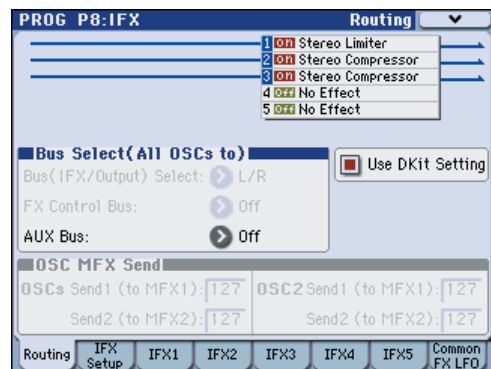 PROG P8:IFX Routing
1 On Stereo Limiter
2 On Stereo Compressor
3 On Stereo Compressor
4 Off No Effect
5 Off No Effect
Bus Select(All OSCs to)
Use DKit Setting
Bus(IFX/Output) Select: L/R
FX Control Bus: Off
AUX Bus: Off
OSC MFX Send
OSCs Send1 (to MFX1): 127 OSC2 Send1 (to MFX1): 127
Send2 (to MFX2): 127 Send2 (to MFX2): 127
Routing IFX Setup IFX1 IFX2 IFX3 IFX4 IFX5 Common FX LFO